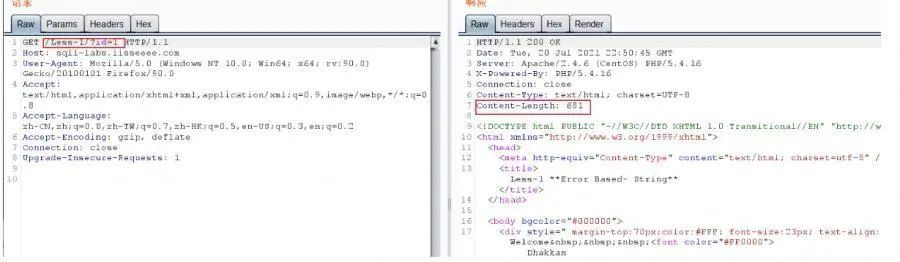 请求
Raw Params Headers Hex
1 GET /Less-1/?id=1 HTTP/1.1
2 Host: sqli-labs.iisseeee.com
3 User-Agent: Mozilla/5.0 (Windows NT 10.0; Win64; x64; rv:90.0)
Gecko/20100101 Firefox/90.0
4 Accept:
text/html,application/xhtml+xml,application/xml;q=0.9,image/webp,*/*;q=0
.8
5 Accept-Language:
zh-CN,zh;q=0.8,zh-TW;q=0.7,zh-HK;q=0.5,en-US;q=0.3,en;q=0.2
6 Accept-Encoding: gzip, deflate
7 Connection: close
8 Upgrade-Insecure-Requests: 1
9
10
响应
Raw Headers Hex Render
1 HTTP/1.1 200 OK
2 Date: Tue, 20 Jul 2021 22:50:45 GMT
3 Server: Apache/2.4.6 (CentOS) PHP/5.4.16
4 X-Powered-By: PHP/5.4.16
5 Connection: close
6 Content-Type: text/html; charset=UTF-8
7 Content-Length: 681
8
9 <!DOCTYPE html PUBLIC "-//W3C//DTD XHTML 1.0 Transitional//EN" "http://w
10 <html xmlns="http://www.w3.org/1999/xhtml">
11 <head>
12 <meta http-equiv="Content-Type" content="text/html; charset=utf-8" /
13 <title>
Less-1 **Error Based- String**
</title>
14 </head>
15
16 <body bgcolor="#000000">
17 <div style=" margin-top:70px;color:#FFF; font-size:23px; text-align:
Welcome&nbsp;&nbsp;&nbsp;<font color="#FF0000">
Dhakkan